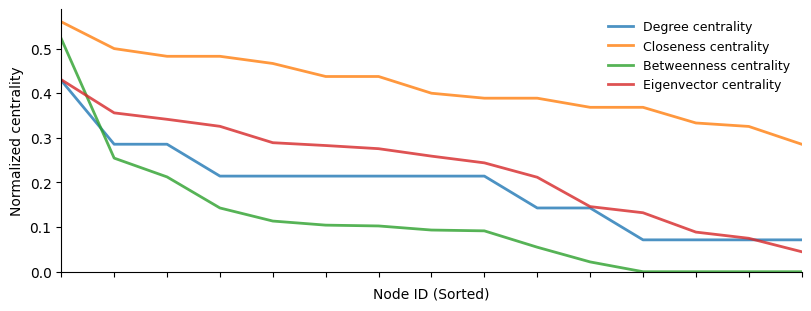 Normalized centrality
0.5
0.4
0.3
0.2
0.1
0.0
Degree centrality
Closeness centrality
Betweenness centrality
Eigenvector centrality
Node ID (Sorted)